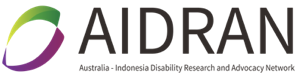 AIDRAN
Australia - Indonesia Disability Research and Advocacy Network